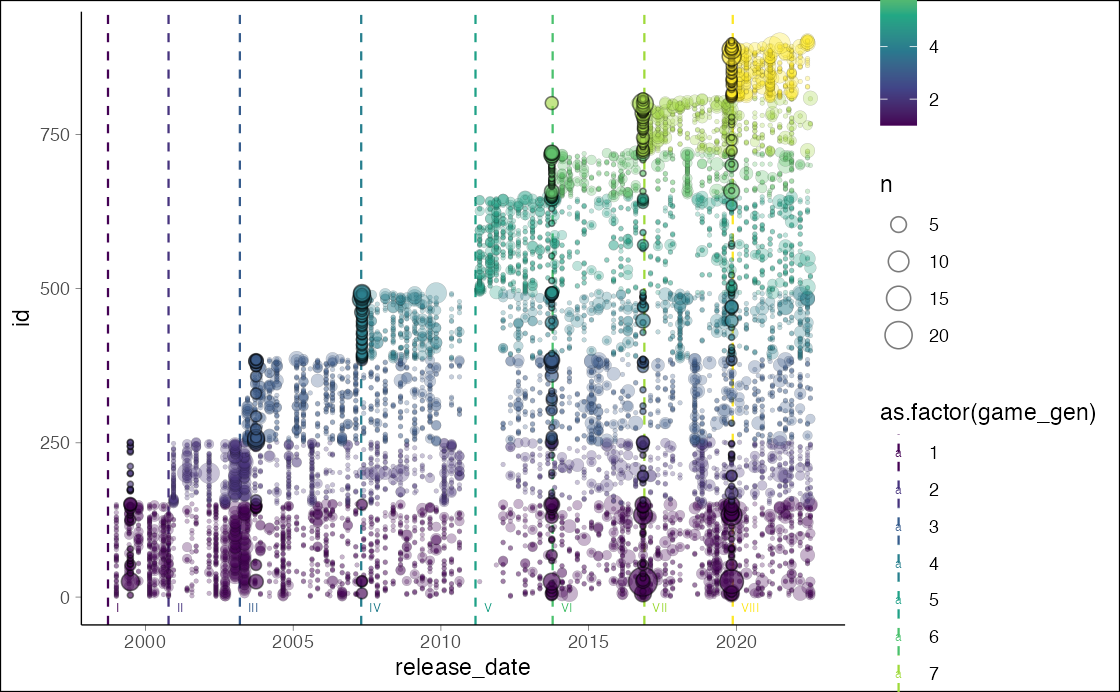 750
500
250
0
id
I
II
III
IV
V
VI
VII
VIII
2000
2005
2010
2015
2020
release_date
4
2
n
5
10
15
20
as.factor(game_gen)
a 1
a 2
a 3
a 4
a 5
a 6
a 7